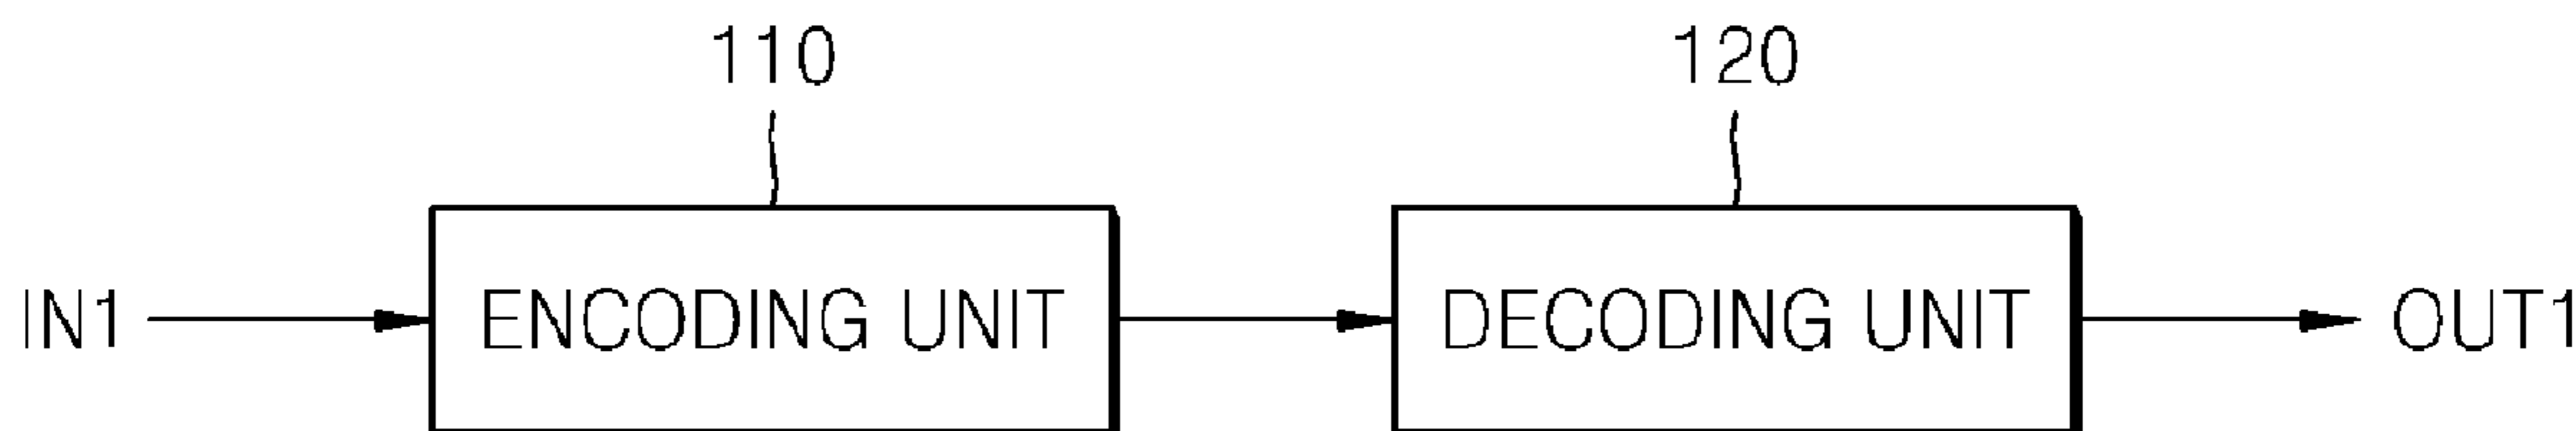 110 120
IN1 ENCODING UNIT DECODING UNIT OUT1